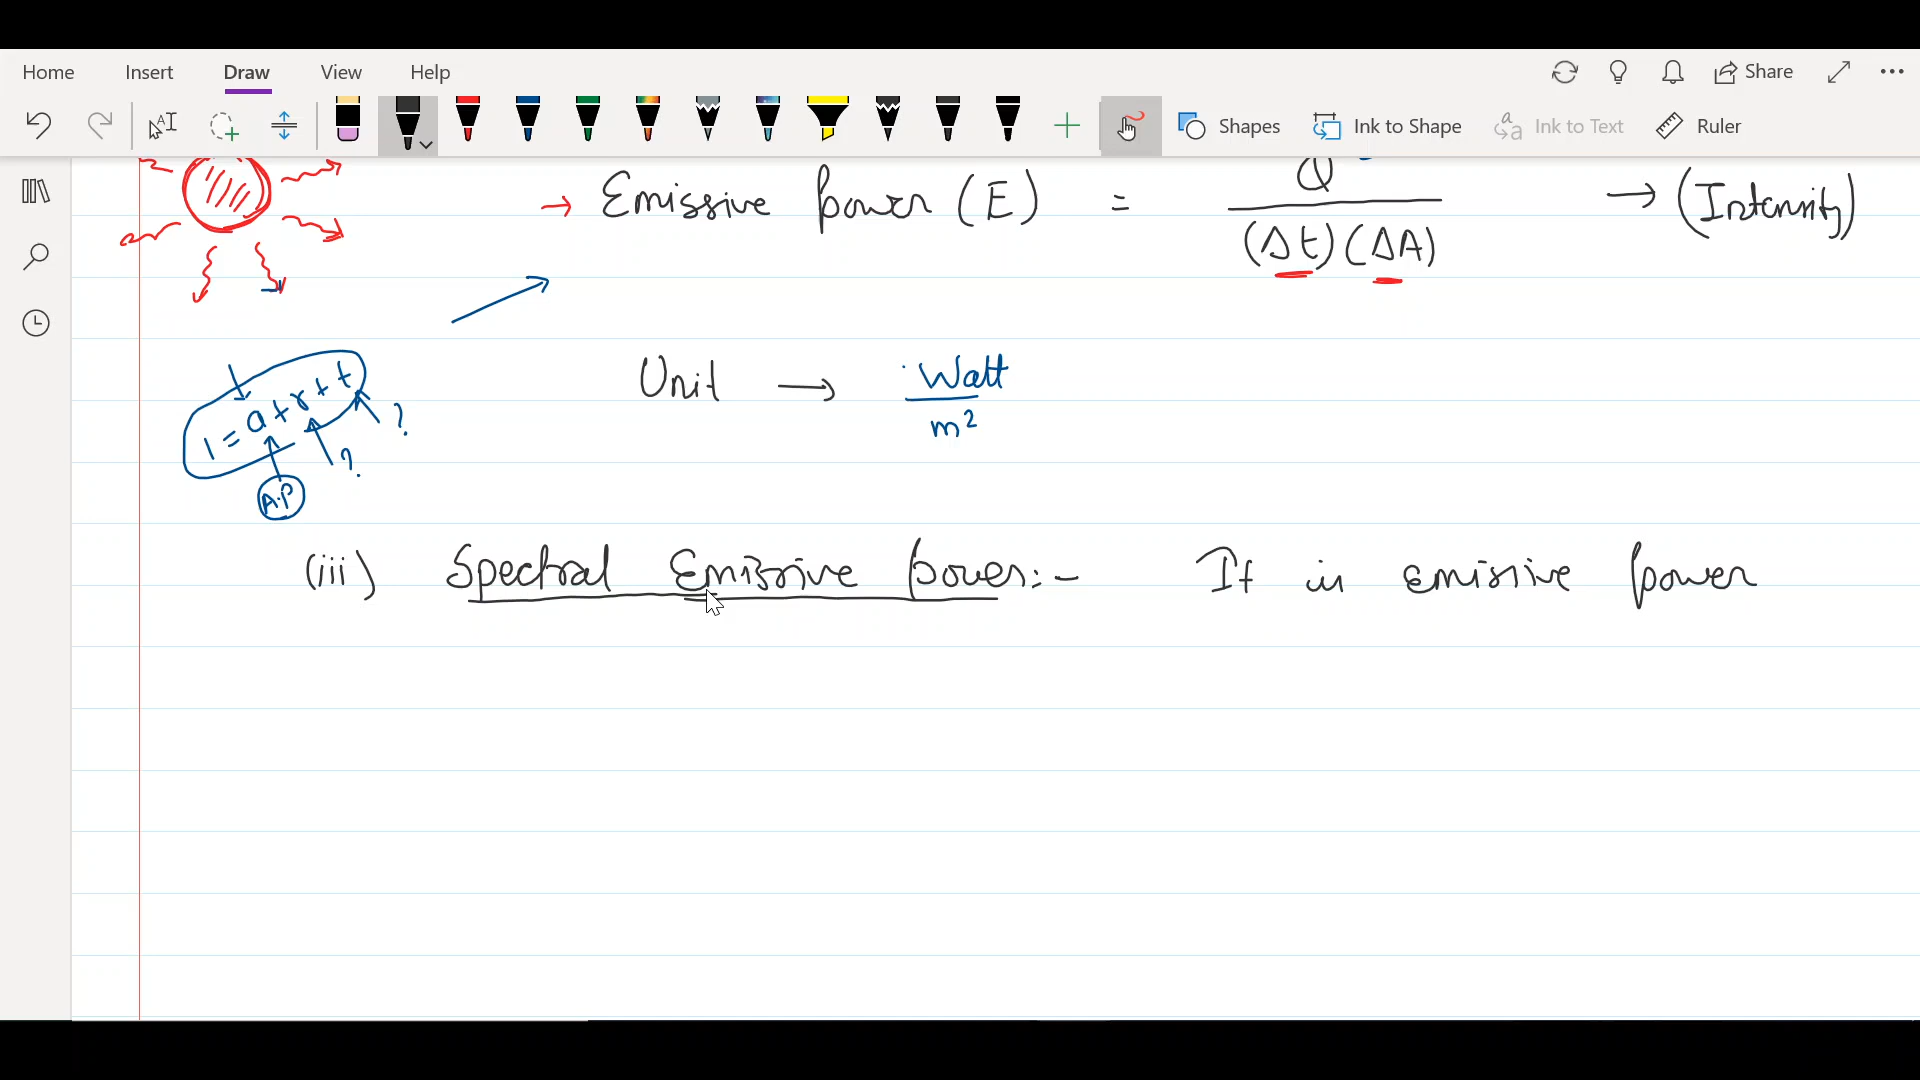 Home Insert Draw View Help Share
Shapes Ink to Shape Ink to Text Ruler
→ Emissive power (E) = Q / (Δt)(ΔA) → (Intensity)
Unit → Watt / m²
1 = a + r + t
? ?
A.P
(iii) Spectral Emissive power:- If in emissive power